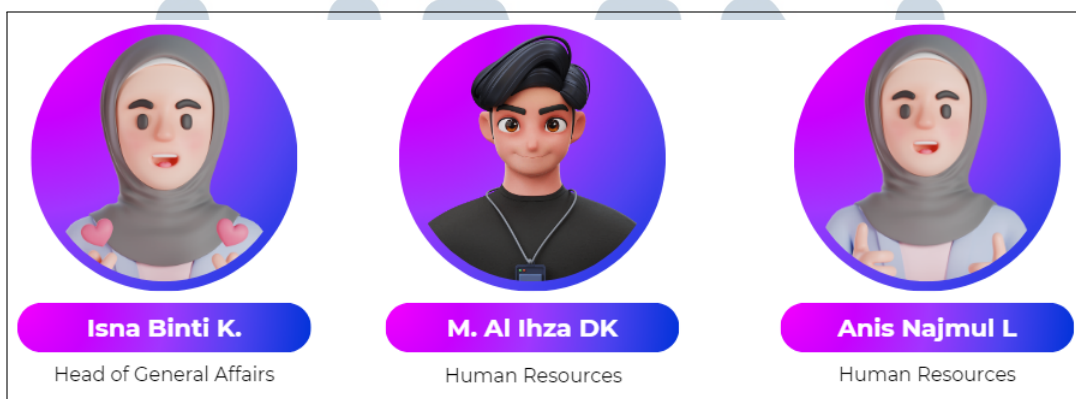 Isna Binti K.
Head of General Affairs
M. Al Ihza DK
Human Resources
Anis Najmul L
Human Resources